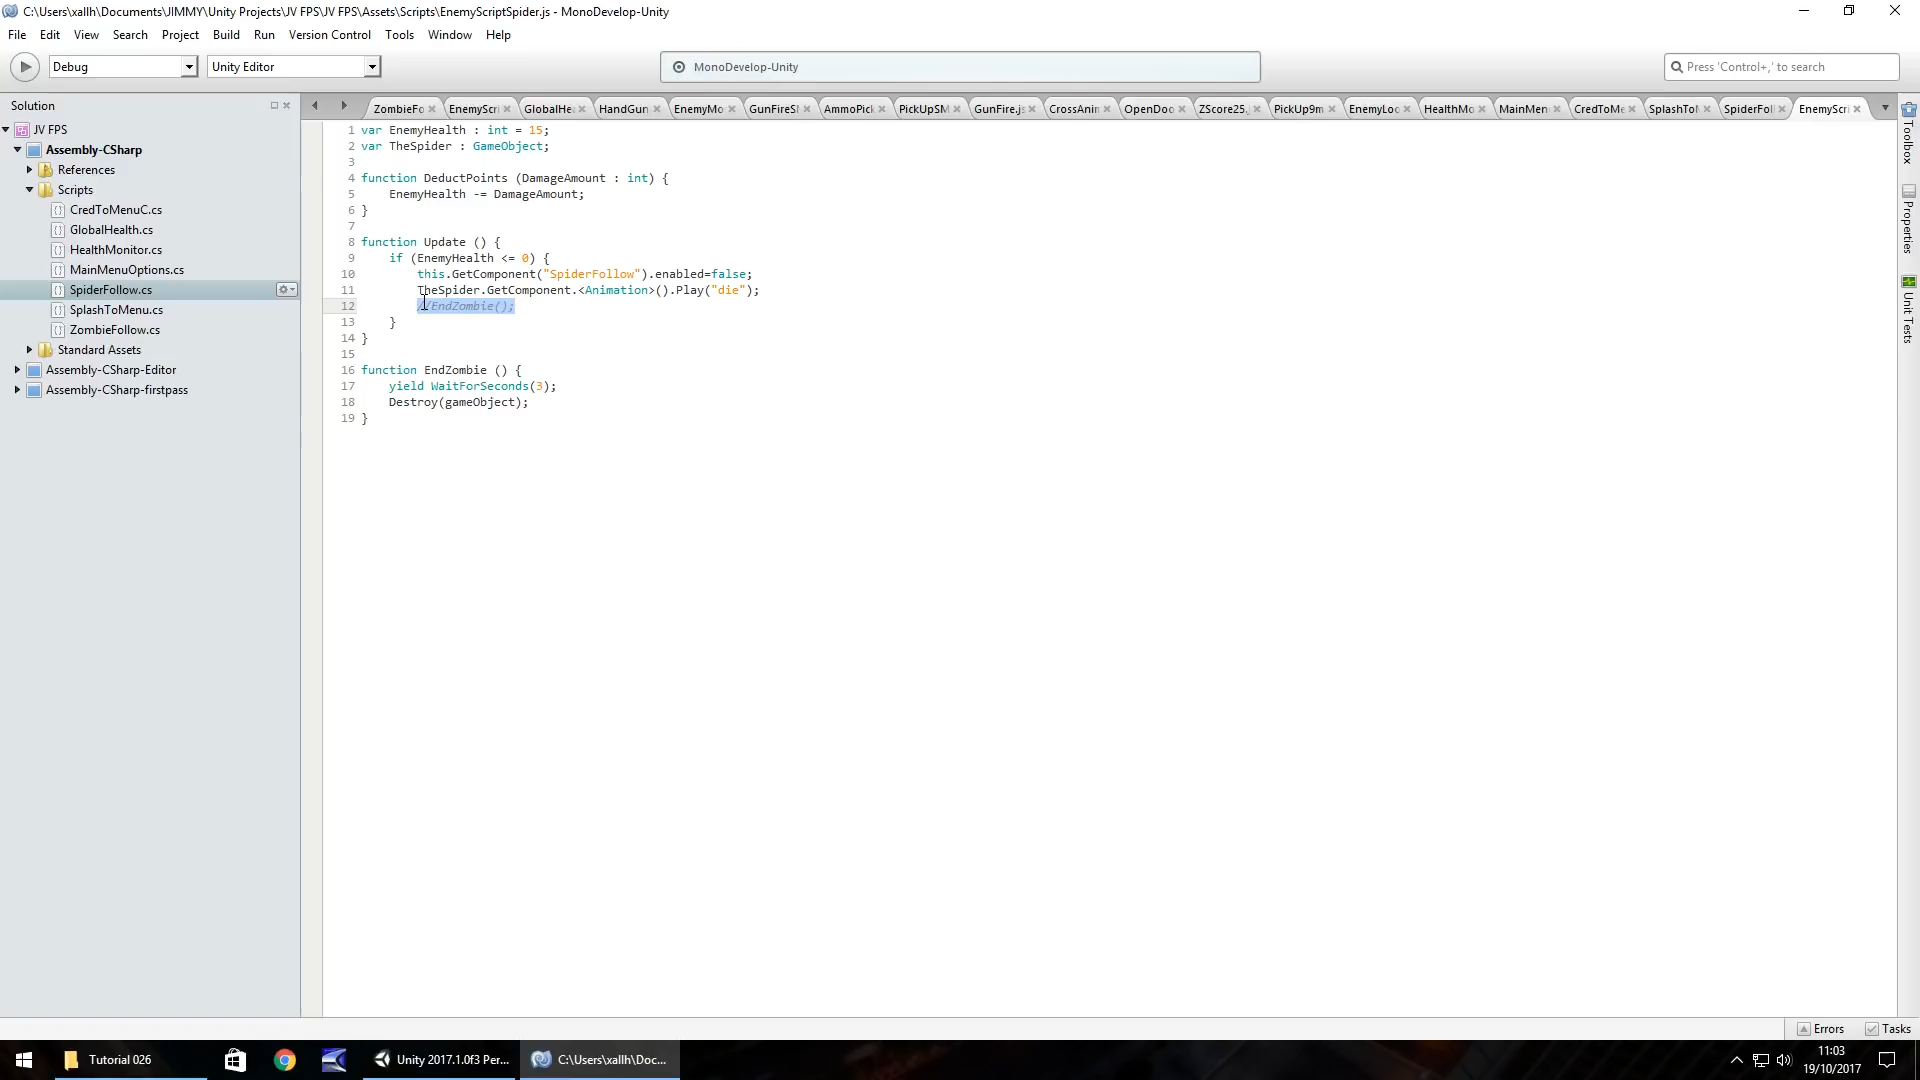 C:\Users\xallh\Documents\JIMMY\Unity Projects\JV FPS\JV FPS\Assets\Scripts\EnemyScriptSpider.js - MonoDevelop-Unity
File Edit View Search Project Build Run Version Control Tools Window Help
Debug Unity Editor MonoDevelop-Unity Press 'Control+,' to search
Solution
ZombieFo EnemyScri GlobalHe HandGun EnemyMo GunFireSI AmmoPick PickUpSM GunFire.js CrossAnin OpenDoo ZScore25. PickUp9m EnemyLoo HealthMo MainMen CredToMe SplashToI SpiderFol EnemyScri
JV FPS
Assembly-CSharp
References
Scripts
CredToMenuC.cs
GlobalHealth.cs
HealthMonitor.cs
MainMenuOptions.cs
SpiderFollow.cs
SplashToMenu.cs
ZombieFollow.cs
Standard Assets
Assembly-CSharp-Editor
Assembly-CSharp-firstpass
1 var EnemyHealth : int = 15;
2 var TheSpider : GameObject;
3
4 function DeductPoints (DamageAmount : int) {
5 EnemyHealth -= DamageAmount;
6 }
7
8 function Update () {
9 if (EnemyHealth <= 0) {
10 this.GetComponent("SpiderFollow").enabled=false;
11 TheSpider.GetComponent.<Animation>().Play("die");
12 //EndZombie();
13 }
14 }
15
16 function EndZombie () {
17 yield WaitForSeconds(3);
18 Destroy(gameObject);
19 }
Toolbox
Properties
Unit Tests
Errors Tasks
Tutorial 026
Unity 2017.1.0f3 Per...
C:\Users\xallh\Doc...
11:03
19/10/2017